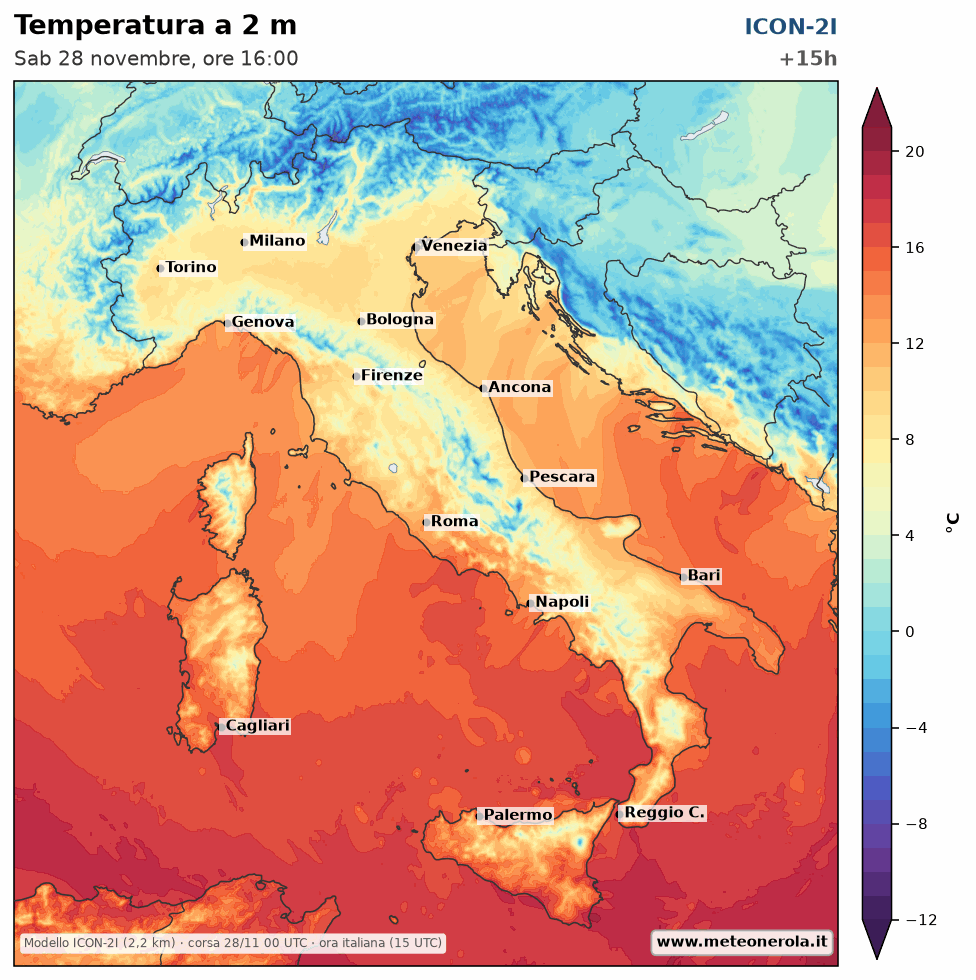 Temperatura a 2 m
ICON-2I
Sab 28 novembre, ore 16:00
+15h
Milano
Venezia
Torino
Genova
Bologna
Firenze
Ancona
Pescara
Roma
Bari
Napoli
Cagliari
Palermo
Reggio C.
20
16
12
8
4
0
−4
−8
−12
°C
Modello ICON-2I (2,2 km) · corsa 28/11 00 UTC · ora italiana (15 UTC)
www.meteonerola.it